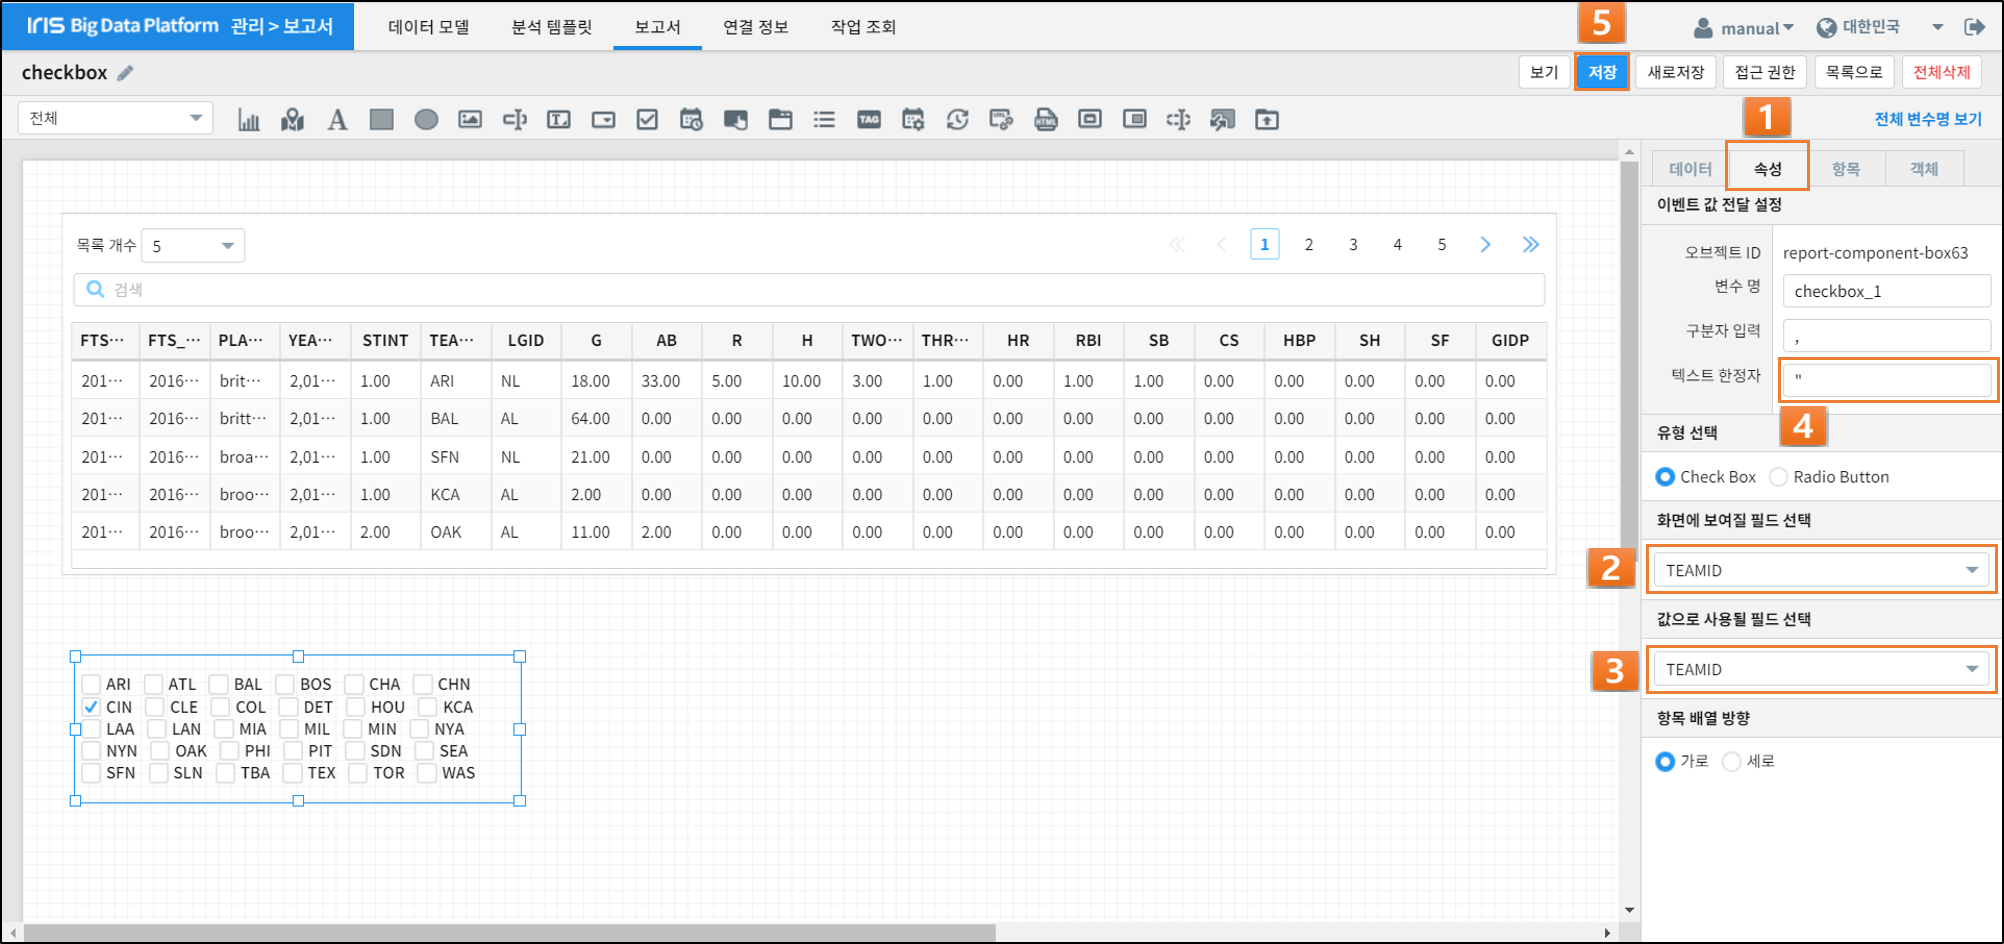 IRIS Big Data Platform 관리 > 보고서 데이터 모델 분석 템플릿 보고서 연결 정보 작업 조회 5 manual 대한민국
checkbox 보기 저장 새로저장 접근 권한 목록으로 전체삭제
전체 A T TAG URL HTML 1 전체 변수명 보기
데이터 속성 항목 객체
이벤트 값 전달 설정
오브젝트 ID report-component-box63
변수 명 checkbox_1
구분자 입력 ,
텍스트 한정자 "
4
유형 선택
Check Box Radio Button
화면에 보여질 필드 선택
2 TEAMID
값으로 사용될 필드 선택
3 TEAMID
항목 배열 방향
가로 세로
목록 개수 5 1 2 3 4 5
검색
FTS··· FTS_··· PLA··· YEA··· STINT TEA··· LGID G AB R H TWO··· THR··· HR RBI SB CS HBP SH SF GIDP
201··· 2016··· brit··· 2,01··· 1.00 ARI NL 18.00 33.00 5.00 10.00 3.00 1.00 0.00 1.00 1.00 0.00 0.00 0.00 0.00 0.00
201··· 2016··· britt··· 2,01··· 1.00 BAL AL 64.00 0.00 0.00 0.00 0.00 0.00 0.00 0.00 0.00 0.00 0.00 0.00 0.00 0.00
201··· 2016··· broa··· 2,01··· 1.00 SFN NL 21.00 0.00 0.00 0.00 0.00 0.00 0.00 0.00 0.00 0.00 0.00 0.00 0.00 0.00
201··· 2016··· broo··· 2,01··· 1.00 KCA AL 2.00 0.00 0.00 0.00 0.00 0.00 0.00 0.00 0.00 0.00 0.00 0.00 0.00 0.00
201··· 2016··· broo··· 2,01··· 2.00 OAK AL 11.00 2.00 0.00 0.00 0.00 0.00 0.00 0.00 0.00 0.00 0.00 0.00 0.00 0.00
ARI ATL BAL BOS CHA CHN
CIN CLE COL DET HOU KCA
LAA LAN MIA MIL MIN NYA
NYN OAK PHI PIT SDN SEA
SFN SLN TBA TEX TOR WAS